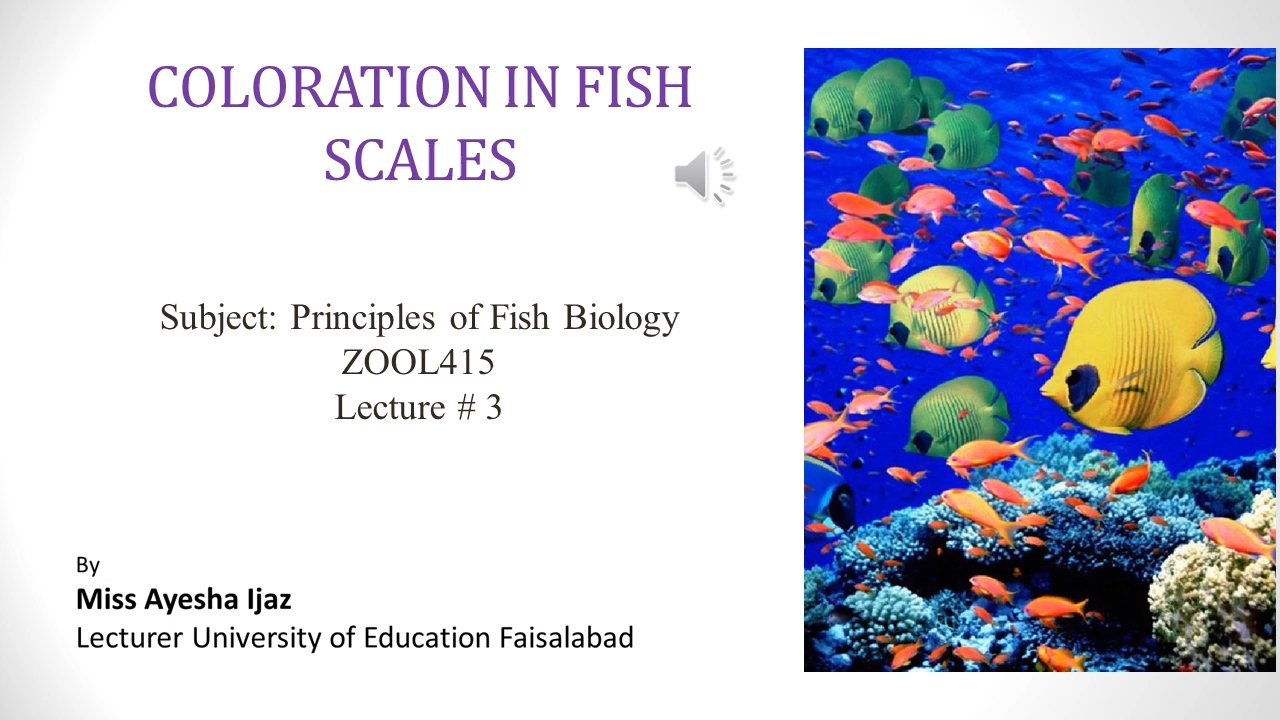 COLORATION IN FISH
SCALES
Subject: Principles of Fish Biology
ZOOL415
Lecture # 3
By
Miss Ayesha Ijaz
Lecturer University of Education Faisalabad